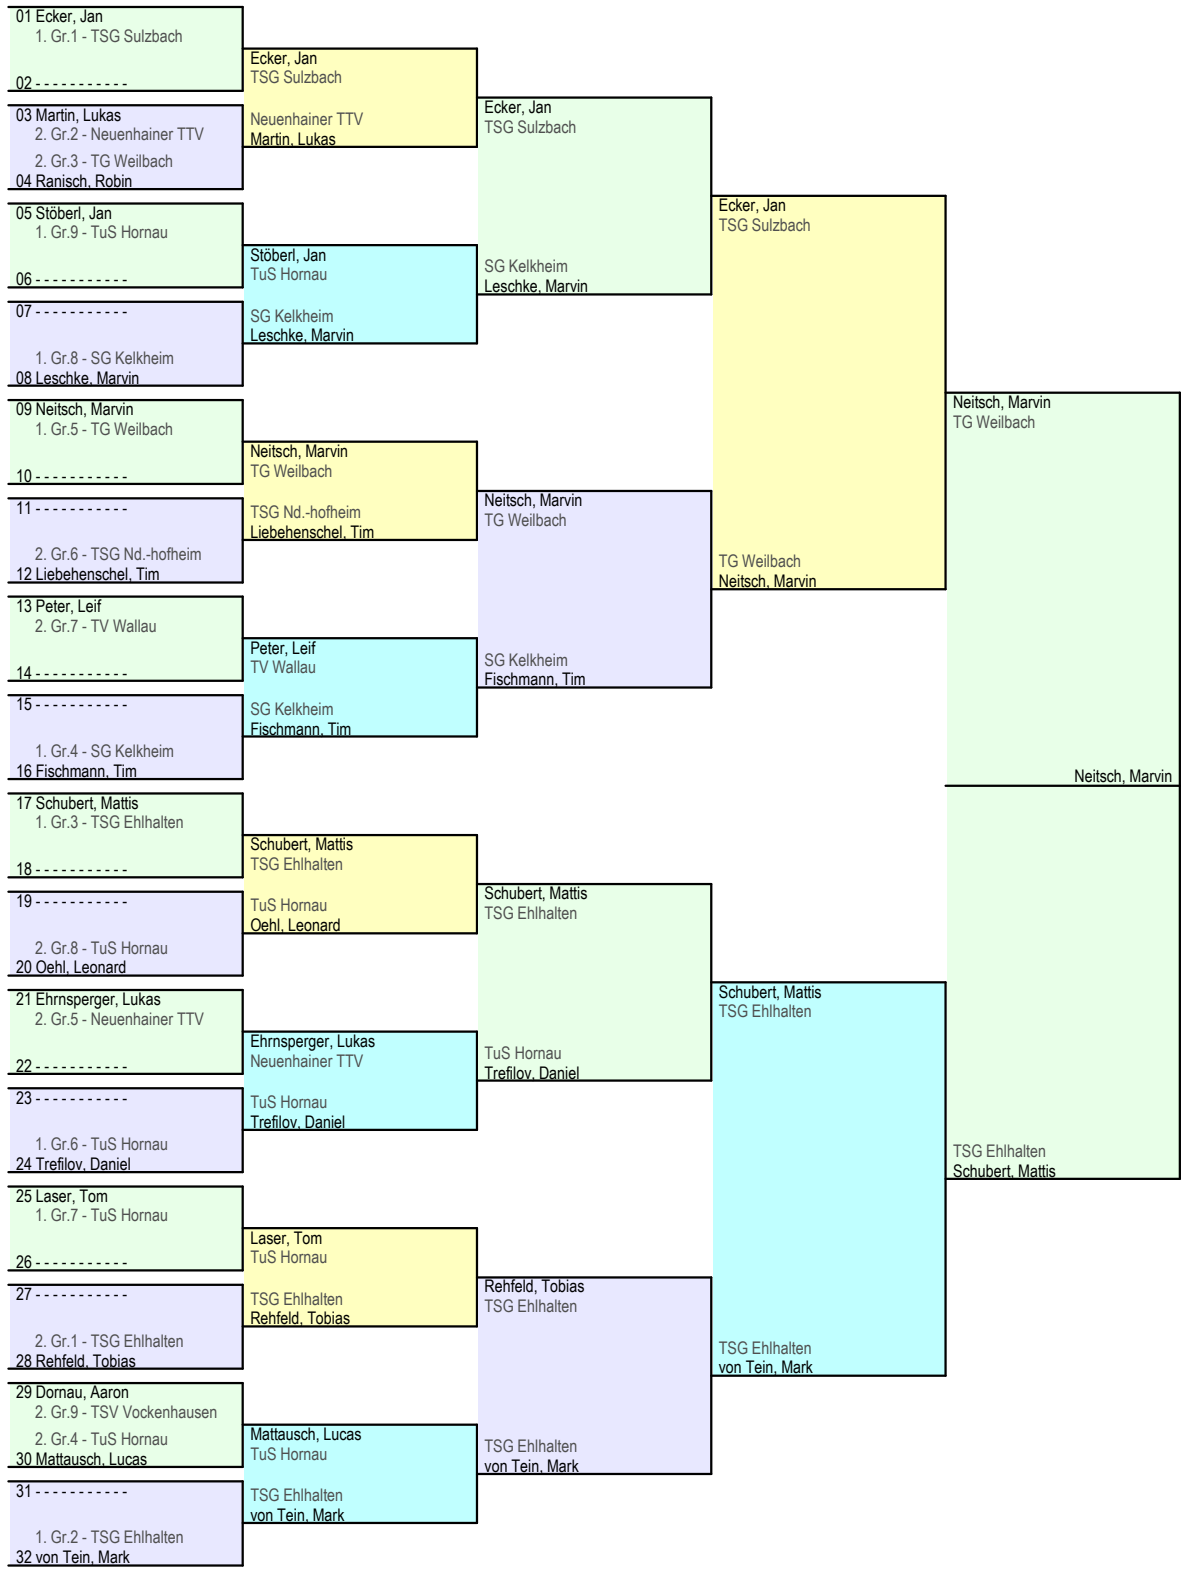 01 Ecker, Jan
1. Gr.1 - TSG Sulzbach
02 - - - - - - - - - - -
03 Martin, Lukas
2. Gr.2 - Neuenhainer TTV
2. Gr.3 - TG Weilbach
04 Ranisch, Robin
05 Stöberl, Jan
1. Gr.9 - TuS Hornau
06 - - - - - - - - - - -
07 - - - - - - - - - - -
1. Gr.8 - SG Kelkheim
08 Leschke, Marvin
09 Neitsch, Marvin
1. Gr.5 - TG Weilbach
10 - - - - - - - - - - -
11 - - - - - - - - - - -
2. Gr.6 - TSG Nd.-hofheim
12 Liebehenschel, Tim
13 Peter, Leif
2. Gr.7 - TV Wallau
14 - - - - - - - - - - -
15 - - - - - - - - - - -
1. Gr.4 - SG Kelkheim
16 Fischmann, Tim
17 Schubert, Mattis
1. Gr.3 - TSG Ehlhalten
18 - - - - - - - - - - -
19 - - - - - - - - - - -
2. Gr.8 - TuS Hornau
20 Oehl, Leonard
21 Ehrnsperger, Lukas
2. Gr.5 - Neuenhainer TTV
22 - - - - - - - - - - -
23 - - - - - - - - - - -
1. Gr.6 - TuS Hornau
24 Trefilov, Daniel
25 Laser, Tom
1. Gr.7 - TuS Hornau
26 - - - - - - - - - - -
27 - - - - - - - - - - -
2. Gr.1 - TSG Ehlhalten
28 Rehfeld, Tobias
29 Dornau, Aaron
2. Gr.9 - TSV Vockenhausen
2. Gr.4 - TuS Hornau
30 Mattausch, Lucas
31 - - - - - - - - - - -
1. Gr.2 - TSG Ehlhalten
32 von Tein, Mark
Ecker, Jan
TSG Sulzbach
Neuenhainer TTV
Martin, Lukas
Stöberl, Jan
TuS Hornau
SG Kelkheim
Leschke, Marvin
Neitsch, Marvin
TG Weilbach
TSG Nd.-hofheim
Liebehenschel, Tim
Peter, Leif
TV Wallau
SG Kelkheim
Fischmann, Tim
Schubert, Mattis
TSG Ehlhalten
TuS Hornau
Oehl, Leonard
Ehrnsperger, Lukas
Neuenhainer TTV
TuS Hornau
Trefilov, Daniel
Laser, Tom
TuS Hornau
TSG Ehlhalten
Rehfeld, Tobias
Mattausch, Lucas
TuS Hornau
TSG Ehlhalten
von Tein, Mark
Ecker, Jan
TSG Sulzbach
SG Kelkheim
Leschke, Marvin
Neitsch, Marvin
TG Weilbach
SG Kelkheim
Fischmann, Tim
Schubert, Mattis
TSG Ehlhalten
TuS Hornau
Trefilov, Daniel
Rehfeld, Tobias
TSG Ehlhalten
TSG Ehlhalten
von Tein, Mark
Ecker, Jan
TSG Sulzbach
TG Weilbach
Neitsch, Marvin
Schubert, Mattis
TSG Ehlhalten
TSG Ehlhalten
von Tein, Mark
Neitsch, Marvin
TG Weilbach
TSG Ehlhalten
Schubert, Mattis
Neitsch, Marvin